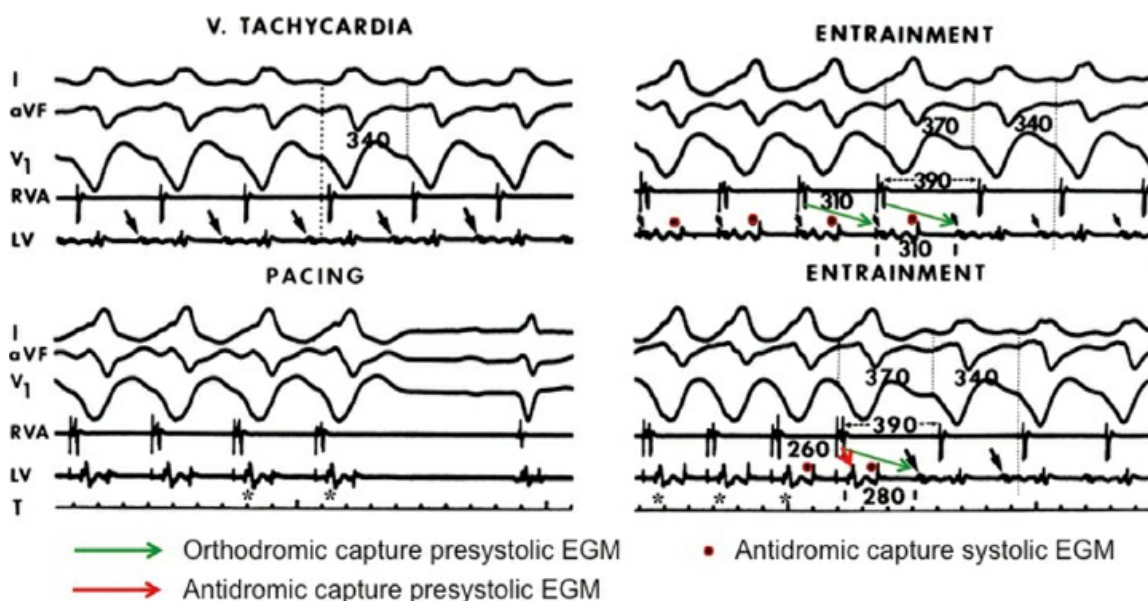 V. TACHYCARDIA
I
aVF
340
V1
RVA
LV
ENTRAINMENT
370 340
390
310
310
PACING
I
aVF
V1
RVA
LV
* *
T
ENTRAINMENT
370 340
390
260
280
* * *
Orthodromic capture presystolic EGM
Antidromic capture presystolic EGM
Antidromic capture systolic EGM